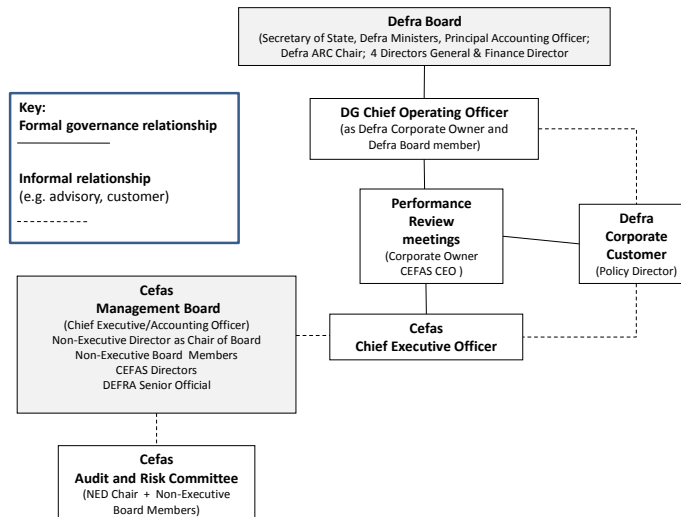 Defra Board
(Secretary of State, Defra Ministers, Principal Accounting Officer;
Defra ARC Chair; 4 Directors General & Finance Director
Key:
Formal governance relationship
Informal relationship
(e.g. advisory, customer)
DG Chief Operating Officer
(as Defra Corporate Owner and
Defra Board member)
Performance
Review
meetings
(Corporate Owner
CEFAS CEO )
Defra
Corporate
Customer
(Policy Director)
Cefas
Management Board
(Chief Executive/Accounting Officer)
Non-Executive Director as Chair of Board
Non-Executive Board Members
CEFAS Directors
DEFRA Senior Official
Cefas
Chief Executive Officer
Cefas
Audit and Risk Committee
(NED Chair + Non-Executive
Board Members)